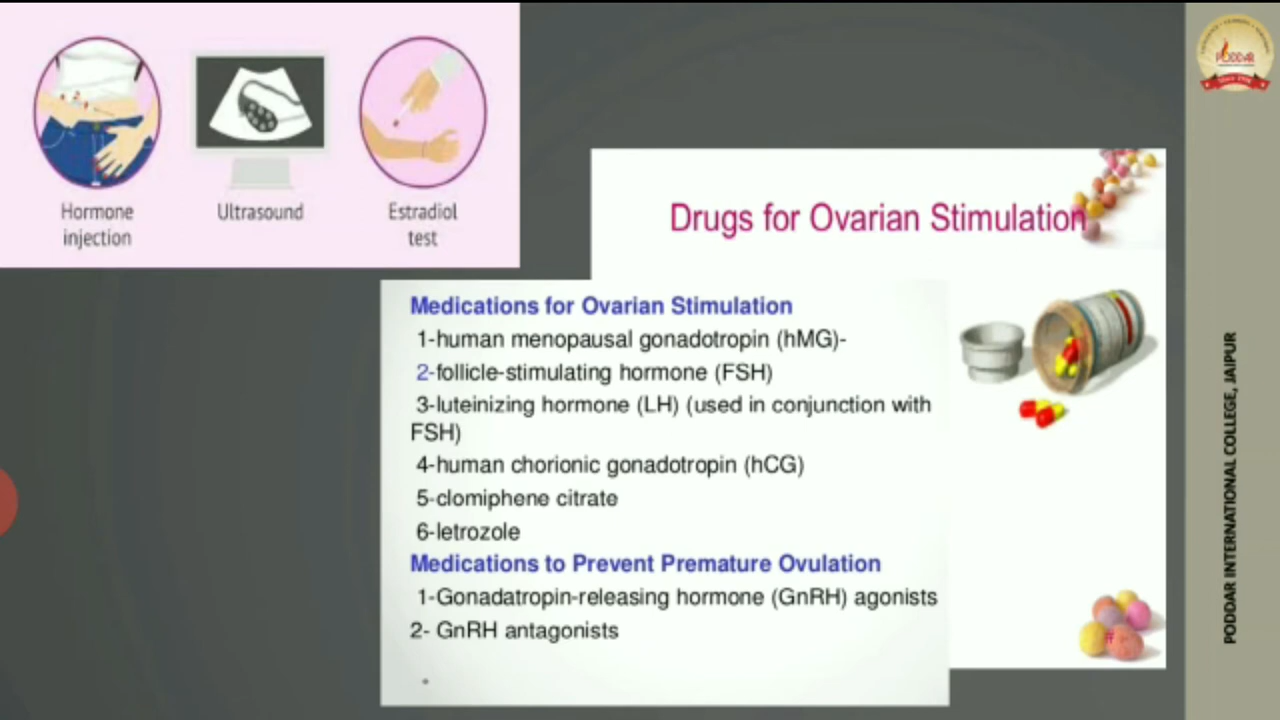 Hormone
injection
Ultrasound
Estradiol
test
Drugs for Ovarian Stimulation
Medications for Ovarian Stimulation
1-human menopausal gonadotropin (hMG)-
2-follicle-stimulating hormone (FSH)
3-luteinizing hormone (LH) (used in conjunction with
FSH)
4-human chorionic gonadotropin (hCG)
5-clomiphene citrate
6-letrozole
Medications to Prevent Premature Ovulation
1-Gonadatropin-releasing hormone (GnRH) agonists
2- GnRH antagonists
#
PODDAR
PODDAR INTERNATIONAL COLLEGE, JAIPUR